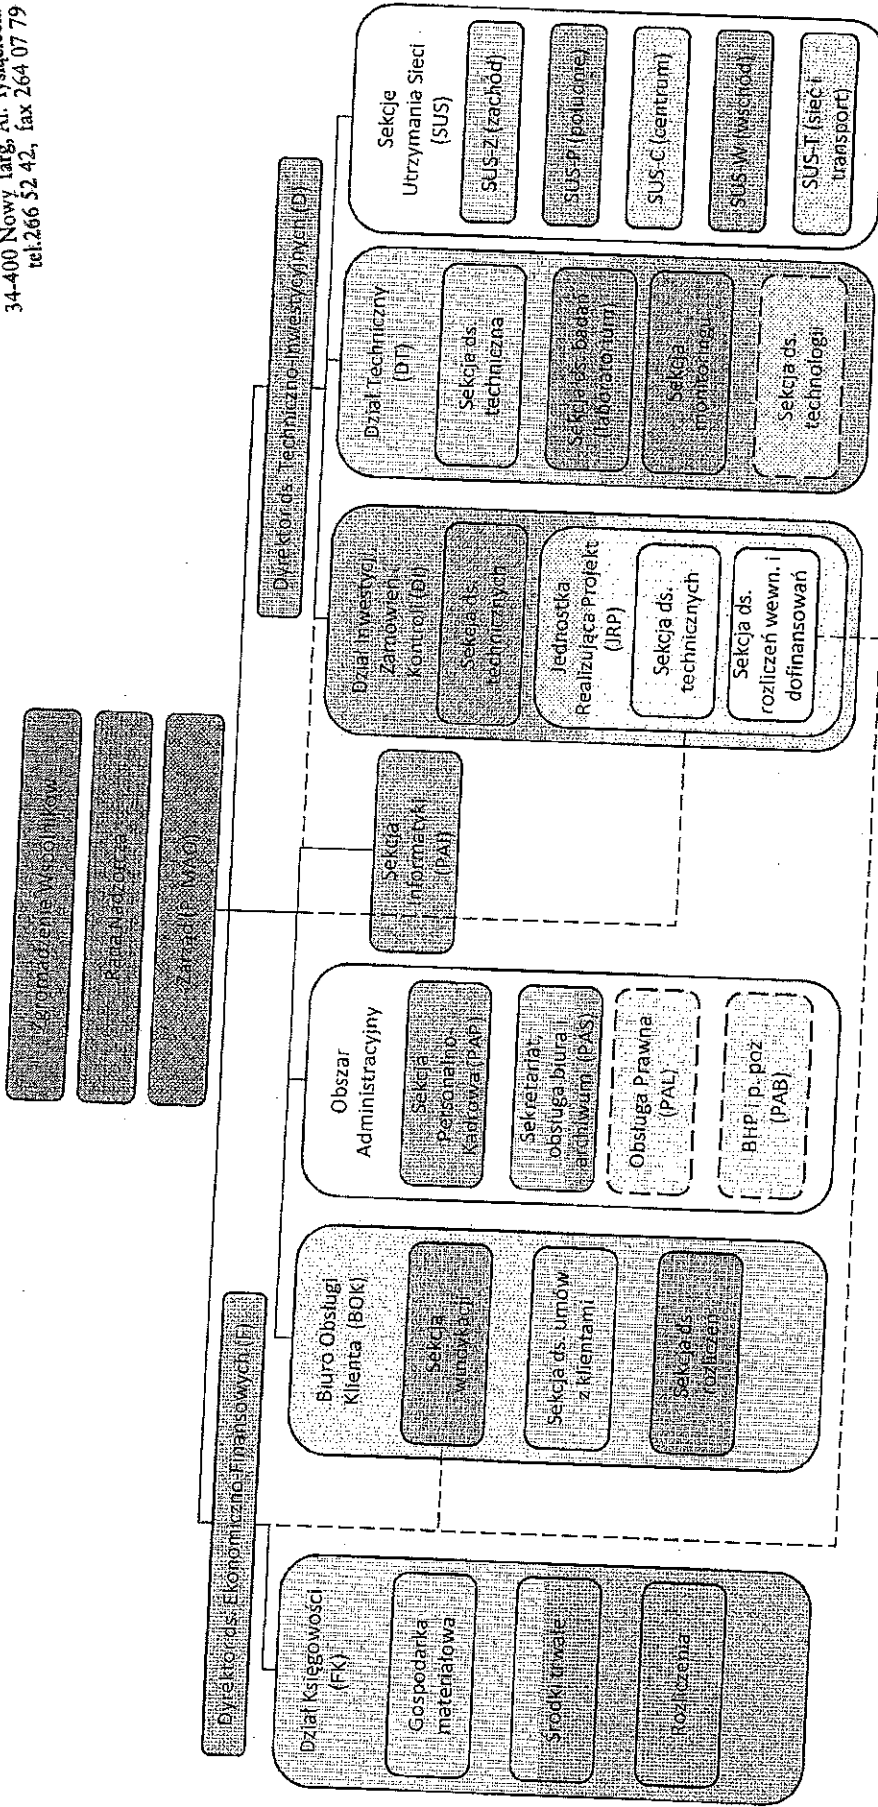 34-400 Nowy Targ, Al.
tel.266 52 42, fax 264 07 79
Zgromadzenie Wspólników
Rada Nadzorcza
Zarząd (P, MAO)
Dyrektor ds. Ekonomiczno-Finansowych (F)
Dyrektor ds. Techniczno-Inwestycyjnych (D)
Dział Księgowości
(FK)
Gospodarka
materiałowa
Środki trwałe
Rozliczenia
Biuro Obsługi
Klienta (BOK)
Sekcja
windykacji
Sekcja ds. umów
z klientami
Sekcja ds.
rozliczeń
Obszar
Administracyjny
Sekcja
Personalno-
Kadrowa (PAP)
Sekretariat,
obsługa biura i
archiwum (PAS)
Obsługa Prawna
(PAL)
BHP i p. poż
(PAB)
Sekcja
Informatyki
(PAI)
Dział Inwestycji,
Zamówień i
Kontroli (DI)
Sekcja ds.
technicznych
Jednostka
Realizująca Projekt
(JRP)
Sekcja ds.
technicznych
Sekcja ds.
rozliczeń wewn. i
dofinansowań
Dział Techniczny
(DT)
Sekcja ds.
techniczna
Sekcja ds. badań
(laboratorium)
Sekcja
monitoringu
Sekcja ds.
technologii
Sekcje
Utrzymania Sieci
(SUS)
SUS-Z (zachód)
SUS-P (południe)
SUS-C (centrum)
SUS-W (wschód)
SUS-T (sieć i
transport)